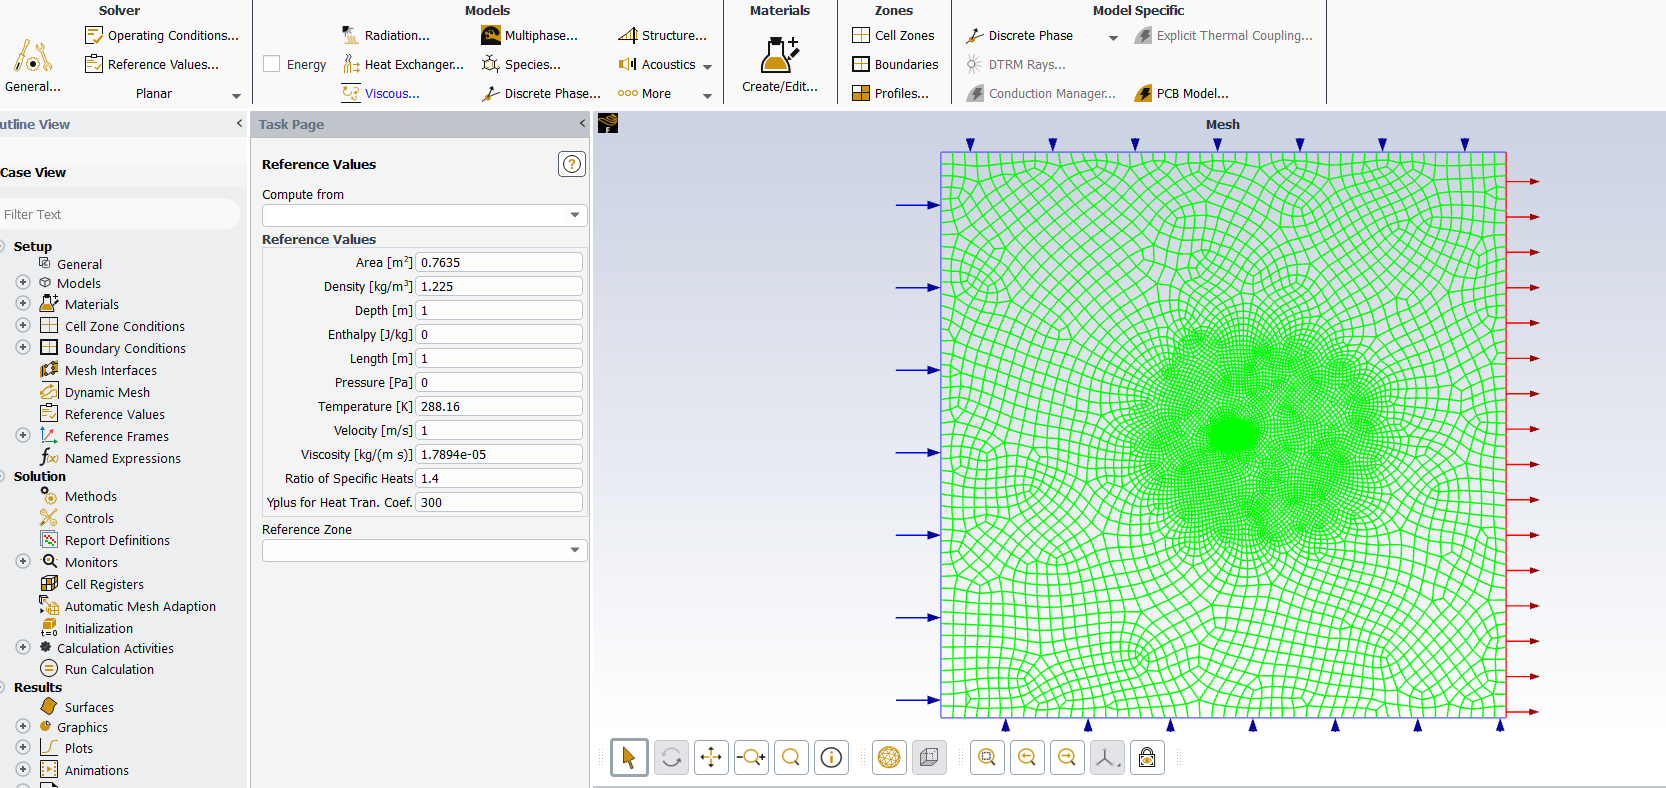 Solver
Operating Conditions...
Reference Values...
General...
Planar
Models
Radiation...
Multiphase...
Structure...
Energy
Heat Exchanger...
Species...
Acoustics
Viscous...
Discrete Phase...
More
Materials
Create/Edit...
Zones
Cell Zones
Boundaries
Profiles...
Model Specific
Discrete Phase
Explicit Thermal Coupling...
DTRM Rays...
Conduction Manager...
PCB Model...
utline View
<
Case View
Filter Text
Setup
General
Models
Materials
Cell Zone Conditions
Boundary Conditions
Mesh Interfaces
Dynamic Mesh
Reference Values
Reference Frames
Named Expressions
Solution
Methods
Controls
Report Definitions
Monitors
Cell Registers
Automatic Mesh Adaption
t=0 Initialization
Calculation Activities
Run Calculation
Results
Surfaces
Graphics
Plots
Animations
Task Page
<
Reference Values
?
Compute from
Reference Values
Area [m²] 0.7635
Density [kg/m³] 1.225
Depth [m] 1
Enthalpy [J/kg] 0
Length [m] 1
Pressure [Pa] 0
Temperature [K] 288.16
Velocity [m/s] 1
Viscosity [kg/(m s)] 1.7894e-05
Ratio of Specific Heats 1.4
Yplus for Heat Tran. Coef. 300
Reference Zone
F
Mesh